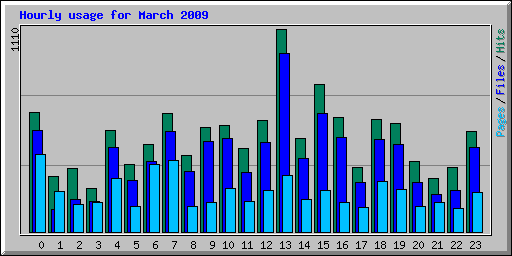 Hourly usage for March 2009
1110
Pages / Files / Hits
0 1 2 3 4 5 6 7 8 9 10 11 12 13 14 15 16 17 18 19 20 21 22 23